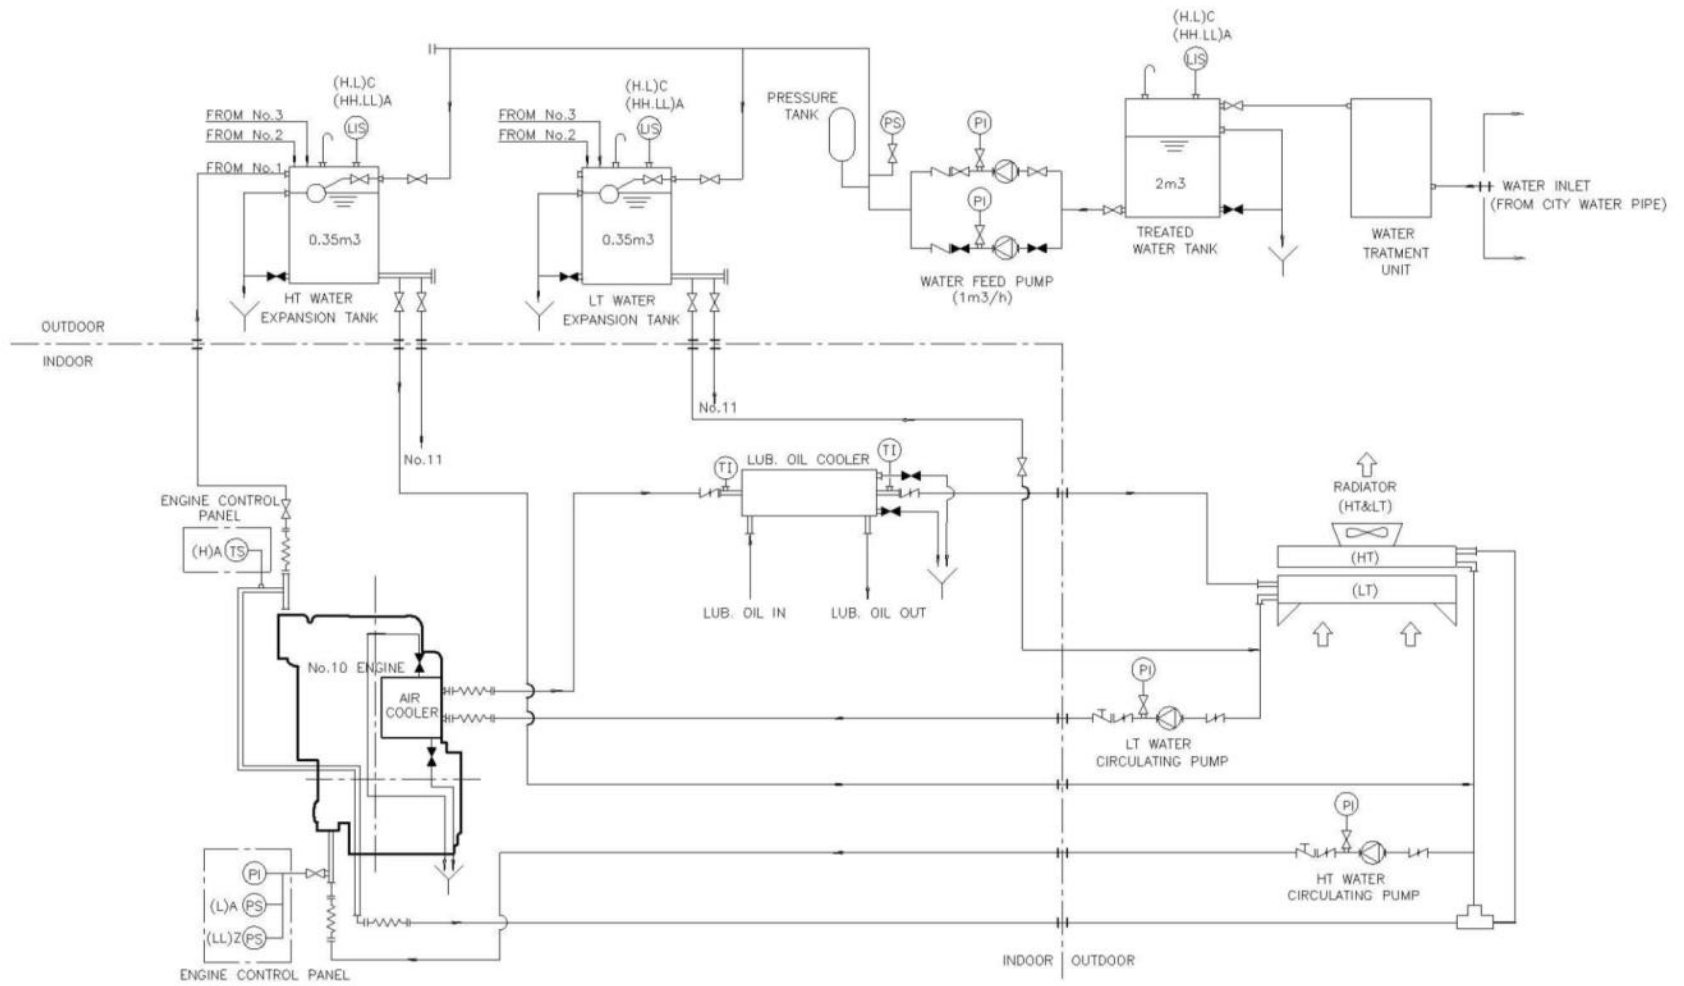 (H.L)C
(HH.LL)A
LIS
FROM No.3
FROM No.2
FROM No.1
0.35m3
HT WATER
EXPANSION TANK
(H.L)C
(HH.LL)A
LIS
FROM No.3
FROM No.2
0.35m3
LT WATER
EXPANSION TANK
PRESSURE
TANK
PS
PI
PI
WATER FEED PUMP
(1m3/h)
(H.L)C
(HH.LL)A
LIS
2m3
TREATED
WATER TANK
WATER
TRATMENT
UNIT
WATER INLET
(FROM CITY WATER PIPE)
OUTDOOR
INDOOR
No.11
No.11
ENGINE CONTROL
PANEL
(H)A TS
TI
LUB. OIL COOLER
TI
LUB. OIL IN
LUB. OIL OUT
RADIATOR
(HT&LT)
(HT)
(LT)
No.10 ENGINE
AIR
COOLER
PI
LT WATER
CIRCULATING PUMP
PI
HT WATER
CIRCULATING PUMP
PI
(L)A PS
(LL)Z PS
ENGINE CONTROL PANEL
INDOOR
OUTDOOR